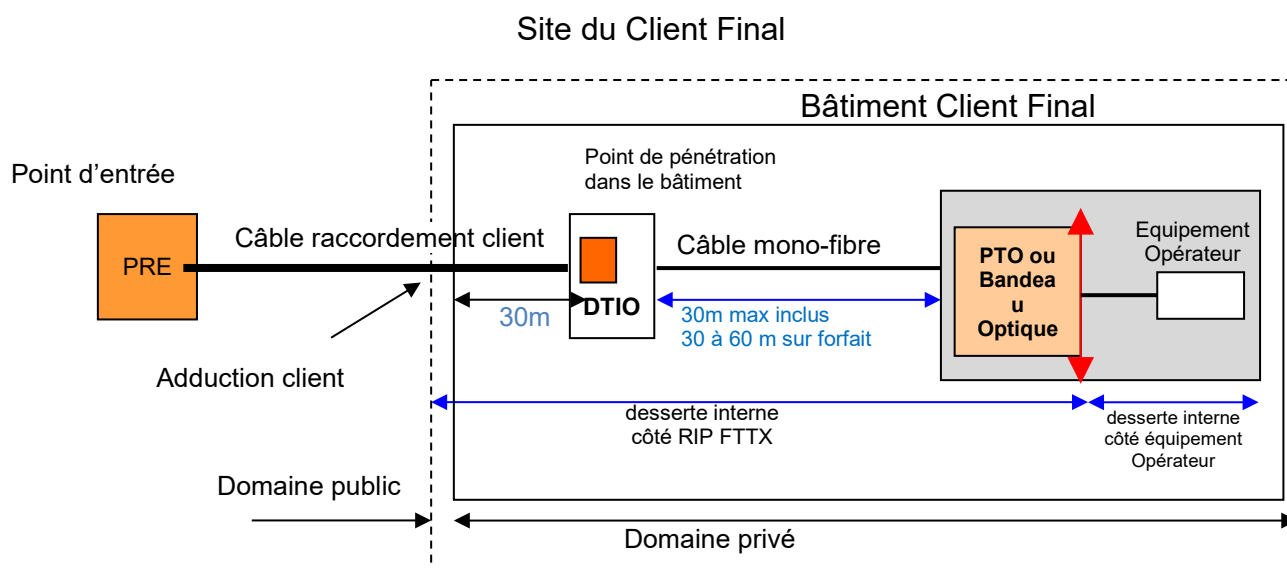 Site du Client Final
Bâtiment Client Final
Point de pénétration
dans le bâtiment
Point d'entrée
PRE
Câble raccordement client
DTIO
30m
Câble mono-fibre
30m max inclus
30 à 60 m sur forfait
PTO ou
Bandea
u
Optique
Equipement
Opérateur
Adduction client
desserte interne
côté RIP FTTX
desserte interne
côté équipement
Opérateur
Domaine public
Domaine privé